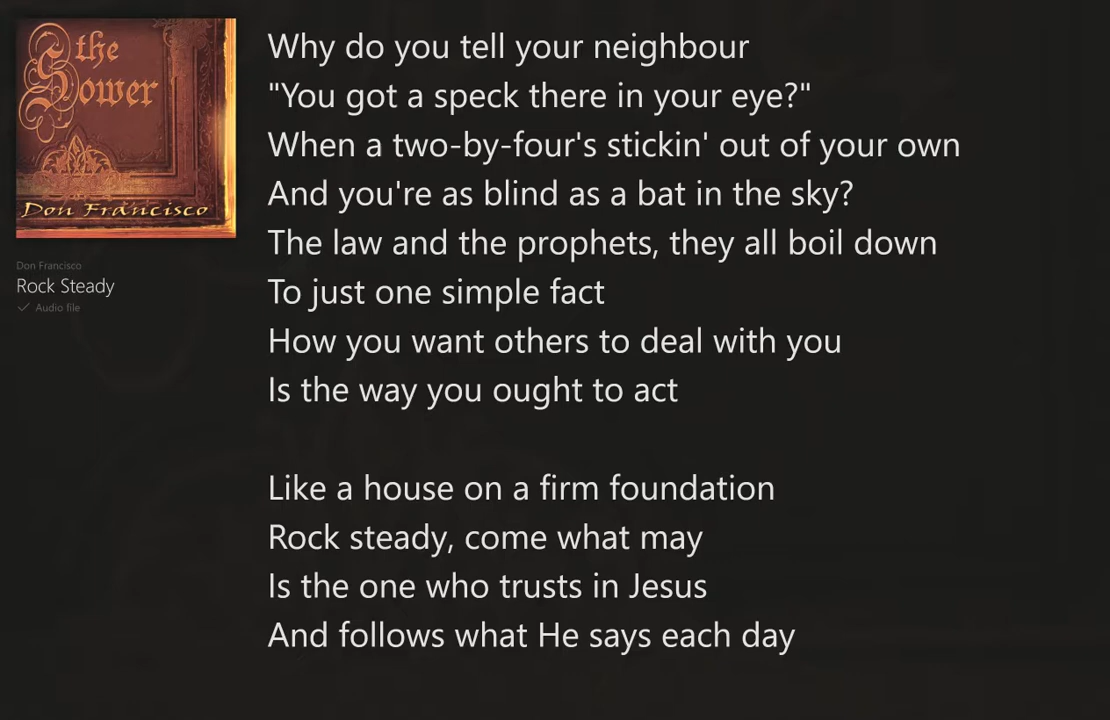 the
Sower
Don Francisco
Don Francisco
Rock Steady
Audio file
Why do you tell your neighbour
"You got a speck there in your eye?"
When a two-by-four's stickin' out of your own
And you're as blind as a bat in the sky?
The law and the prophets, they all boil down
To just one simple fact
How you want others to deal with you
Is the way you ought to act
Like a house on a firm foundation
Rock steady, come what may
Is the one who trusts in Jesus
And follows what He says each day